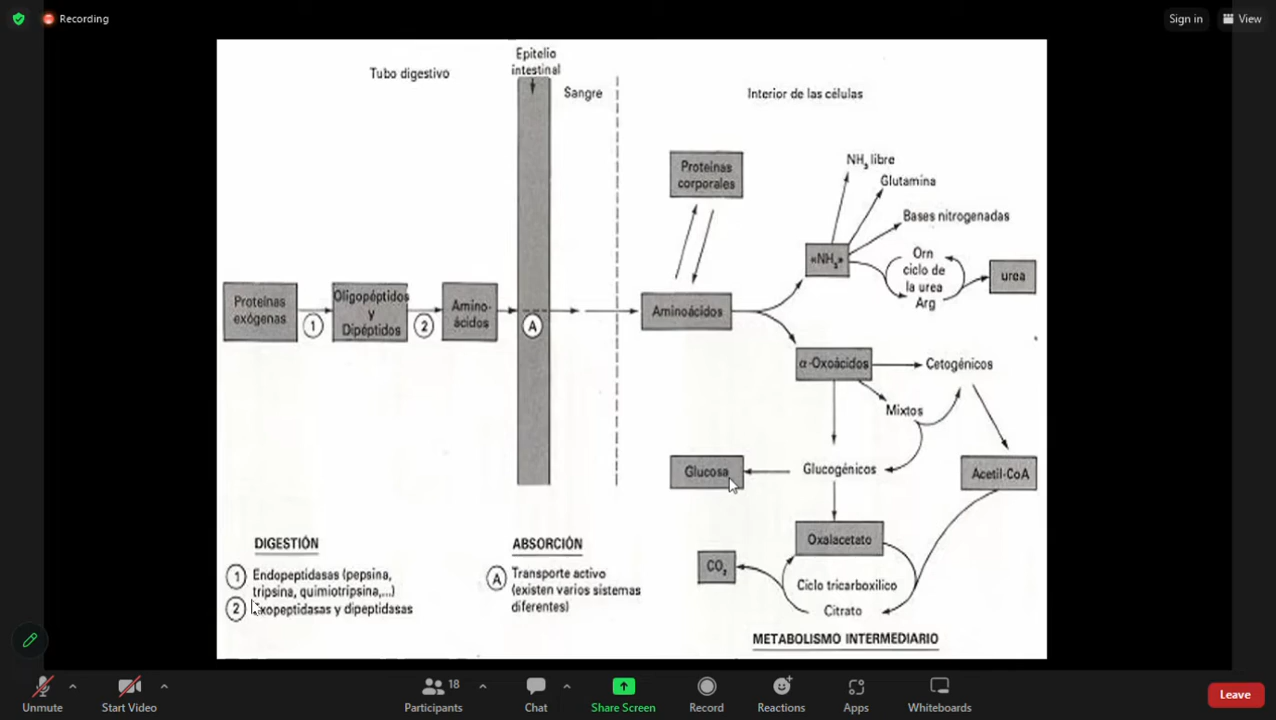 Recording
Sign in
View
Tubo digestivo
Epitelio
intestinal
Sangre
Interior de las células
Proteínas
corporales
NH3 libre
Glutamina
Bases nitrogenadas
«NH3»
Orn
ciclo de
la urea
Arg
urea
Proteínas
exógenas
1
Oligopéptidos
y
Dipéptidos
2
Amino-
ácidos
A
Aminoácidos
α-Oxoácidos
Cetogénicos
Mixtos
Glucosa
Glucogénicos
Acetil-CoA
Oxalacetato
CO2
Ciclo tricarboxílico
Citrato
METABOLISMO INTERMEDIARIO
DIGESTIÓN
1 Endopeptidasas (pepsina,
tripsina, quimiotripsina,...)
2 Exopeptidasas y dipeptidasas
ABSORCIÓN
A Transporte activo
(existen varios sistemas
diferentes)
Unmute
Start Video
18
Participants
Chat
Share Screen
Record
Reactions
Apps
Whiteboards
Leave